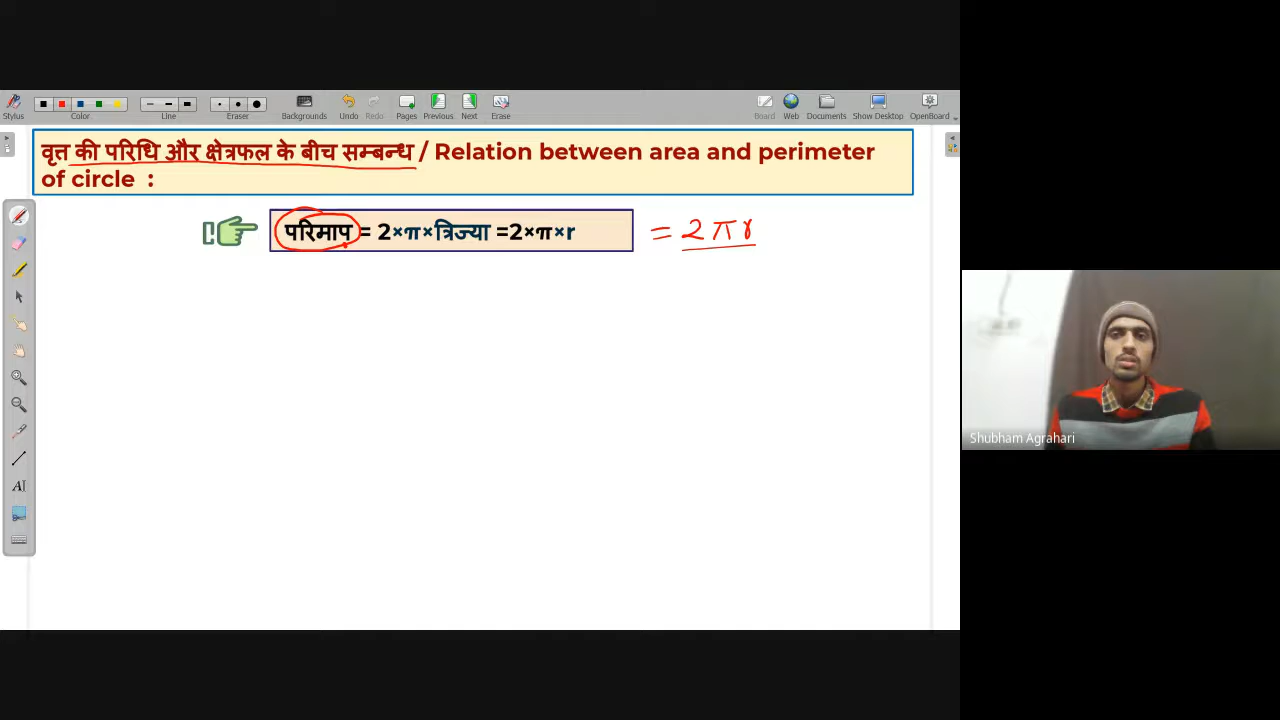 Stylus
Color
Line
Eraser
Backgrounds
Undo
Redo
Pages
Previous
Next
Erase
Board
Web
Documents
Show Desktop
OpenBoard
वृत्त की परिधि और क्षेत्रफल के बीच सम्बन्ध / Relation between area and perimeter
of circle :
परिमाप = 2×π×त्रिज्या =2×π×r
= 2πr
Shubham Agrahari